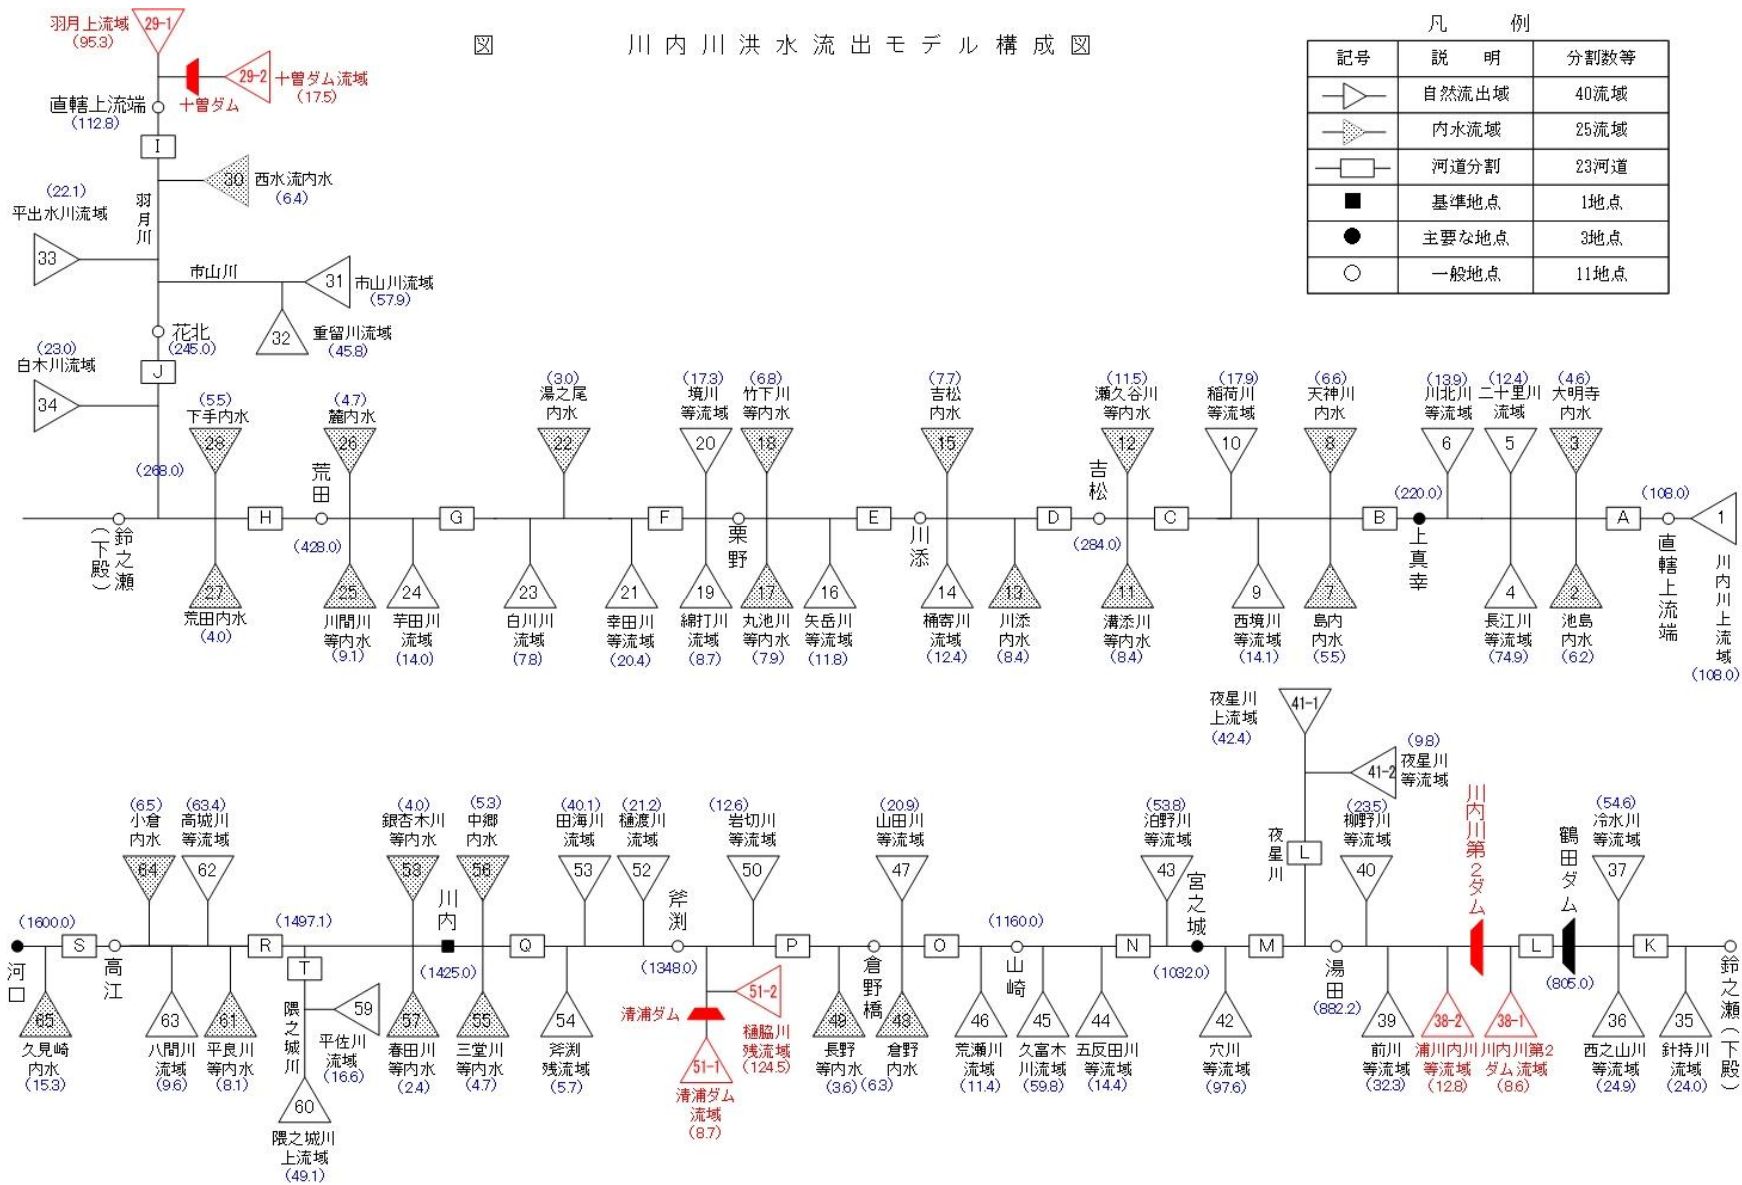 図 川内川洪水流出モデル構成図
凡 例
記号 説明 分割数等
自然流出域 40流域
内水流域 25流域
河道分割 23河道
基準地点 1地点
主要な地点 3地点
一般地点 11地点
羽月上流域
(95.3)
29-1
29-2
十曽ダム流域
(17.5)
十曽ダム
直轄上流端
(112.8)
I
30
西水流内水
(6.4)
羽月川
(22.1)
平出水川流域
33
市山川
31
市山川流域
(57.9)
32
重留川流域
(45.8)
花北
(245.0)
J
(23.0)
白木川流域
34
(268.0)
(5.5)
下手内水
28
(4.7)
麓内水
26
(3.0)
湯之尾
内水
22
(17.3)
境川
等流域
20
(6.8)
竹下川
等内水
18
(7.7)
吉松
内水
15
(11.5)
瀬久谷川
等内水
12
(17.9)
稲荷川
等流域
10
(6.6)
天神川
内水
8
(13.9)
川北川
等流域
6
(12.4)
二十里川
流域
5
(4.6)
大明寺
内水
3
鈴之瀬
(下殿)
H
荒田
(428.0)
G
F
栗野
E
川添
D
吉松
(284.0)
C
B
(220.0)
上真幸
A
(108.0)
直轄上流端
1
川内川上流域
(108.0)
27
荒田内水
(4.0)
25
川間川
等内水
(9.1)
24
芋田川
流域
(14.0)
23
白川川
流域
(7.8)
21
幸田川
等流域
(20.4)
19
綿打川
等流域
(8.7)
17
丸池川
等内水
(7.9)
16
矢岳川
等流域
(11.8)
14
桶寄川
流域
(12.4)
13
川添
内水
(8.4)
11
溝添川
等内水
(8.4)
9
西境川
等流域
(14.1)
7
島内
内水
(5.5)
4
長江川
等流域
(74.9)
2
池島
内水
(6.2)
夜星川
上流域
(42.4)
41-1
41-2
(9.8)
夜星川
等流域
夜星川
L
(6.5)
小倉
内水
64
(63.4)
高城川
等流域
62
(4.0)
銀杏木川
等内水
58
(5.3)
中郷
内水
56
(40.1)
田海川
流域
53
(21.2)
樋渡川
流域
52
(12.6)
岩切川
等流域
50
(20.9)
山田川
等流域
47
(53.8)
泊野川
等流域
43
(23.5)
柳野川
等流域
40
川内川第2ダム
鶴田ダム
(54.6)
冷水川
等流域
37
(1600.0)
河口
S
高江
R
(1497.1)
T
隈之城川
川内
(1425.0)
Q
斧渕
(1348.0)
P
倉野橋
(6.3)
O
(1160.0)
山崎
N
宮之城
(1032.0)
M
湯田
(882.2)
L
(805.0)
K
鈴之瀬(下殿)
65
久見崎
内水
(15.3)
63
八間川
流域
(9.6)
61
平良川
等内水
(8.1)
59
平佐川
流域
(16.6)
60
隈之城川
上流域
(49.1)
57
春田川
等内水
(2.4)
55
三堂川
等内水
(4.7)
54
斧渕
残流域
(5.7)
清浦ダム
51-1
清浦ダム
流域
(8.7)
51-2
樋脇川
残流域
(124.5)
49
長野
等内水
(3.6)
48
倉野
内水
46
荒瀬川
流域
(11.4)
45
久富木
川流域
(59.8)
44
五反田川
等流域
(14.4)
42
穴川
等流域
(97.6)
39
前川
等流域
(32.3)
38-2
浦川内川
等流域
(12.8)
38-1
川内川第2
ダム流域
(8.6)
36
西之山川
等流域
(24.9)
35
針持川
流域
(24.0)